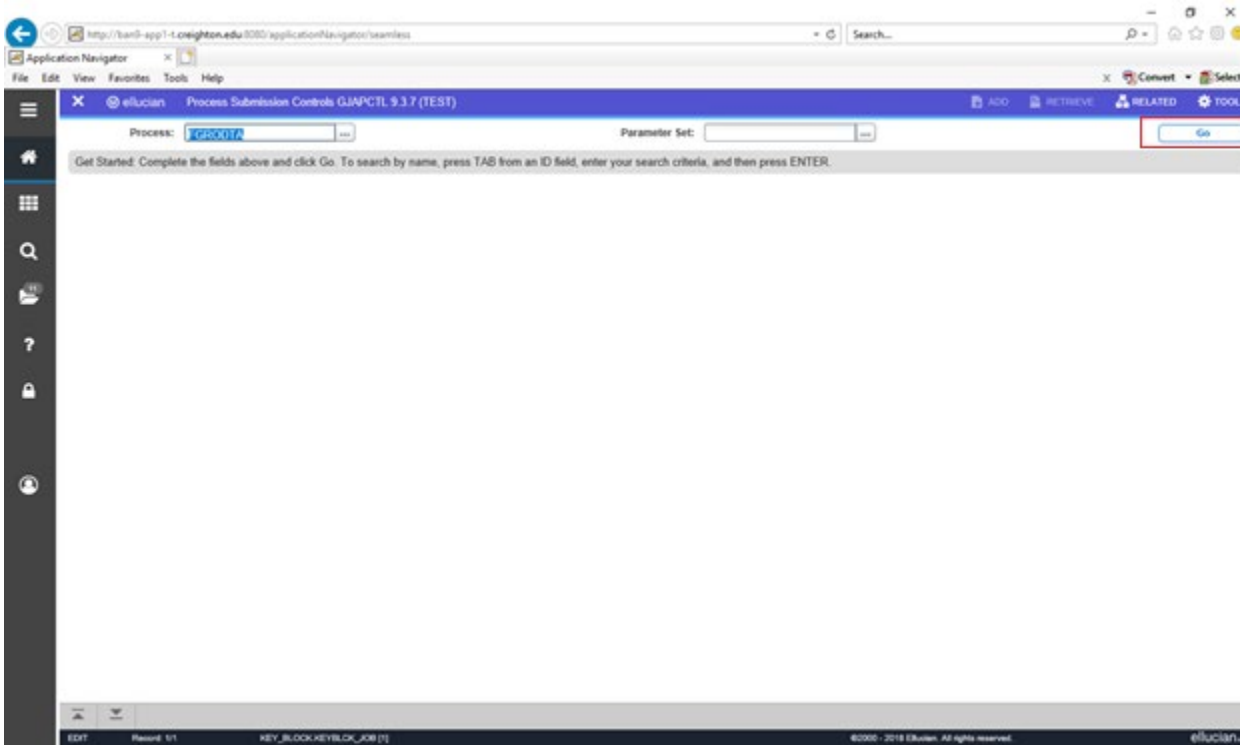 http://ban9-app1-t.creighton.edu:8080/applicationNavigator/seamless
Search...
Application Navigator
File Edit View Favorites Tools Help
x Convert Select
ellucian Process Submission Controls GJAPCTL 9.3.7 (TEST) ADD RETRIEVE RELATED TOOL
Process: FGRODTA ... Parameter Set: ... Go
Get Started: Complete the fields above and click Go. To search by name, press TAB from an ID field, enter your search criteria, and then press ENTER.
11
?
EDIT Record: 1/1 KEY_BLOCK.KEYBLCK_JOB [1] ©2000 - 2018 Ellucian. All rights reserved. ellucian.